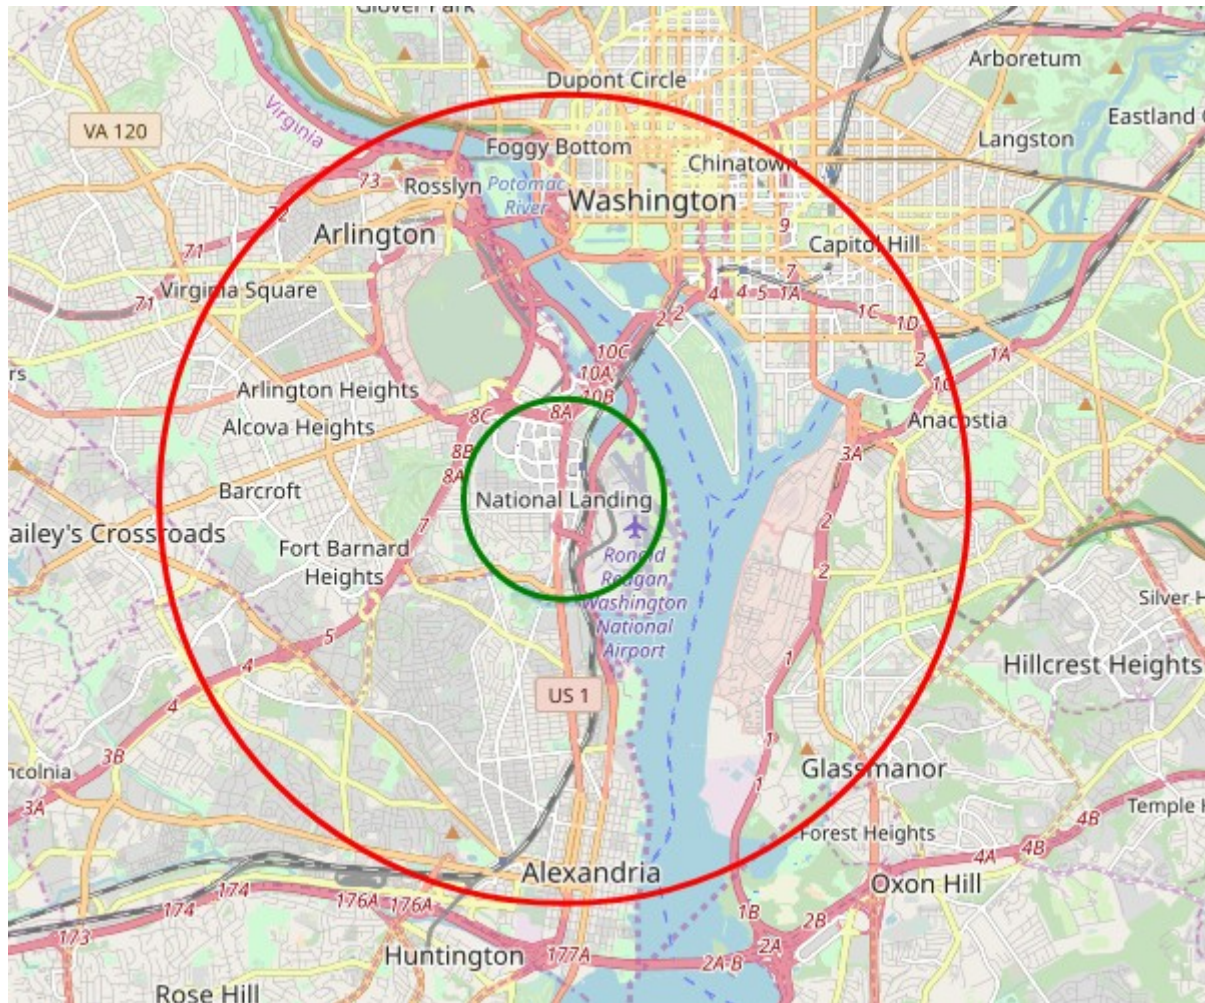 Glover Park
Dupont Circle
Arboretum
VA 120
Virginia
Eastland
Langston
Foggy Bottom
Chinatown
73
Rosslyn
Potomac
River
Washington
72
9
Arlington
Capitol Hill
71
7
Virginia Square
4
4
5
1A
71
1C
1D
2
2
2
1A
10C
10A
10B
Arlington Heights
8C
8A
Alcova Heights
Anacostia
8B
8A
3A
Barcroft
National Landing
7
2
ailey's Crossroads
Fort Barnard
Heights
Ronald
Reagan
Washington
National
Airport
2
Silver H
5
4
1
Hillcrest Heights
4
US 1
3B
1
ncolnia
Glassmanor
1
3A
Temple H
Forest Heights
4B
4B
4A
Alexandria
Oxon Hill
174
174
176A
176A
1B
2B
173
Huntington
177A
2A
2A-B
Rose Hill